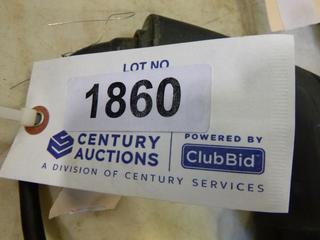 LOT NO
1860
CENTURY
AUCTIONS
POWERED BY
ClubBid
A DIVISION OF CENTURY SERVICES